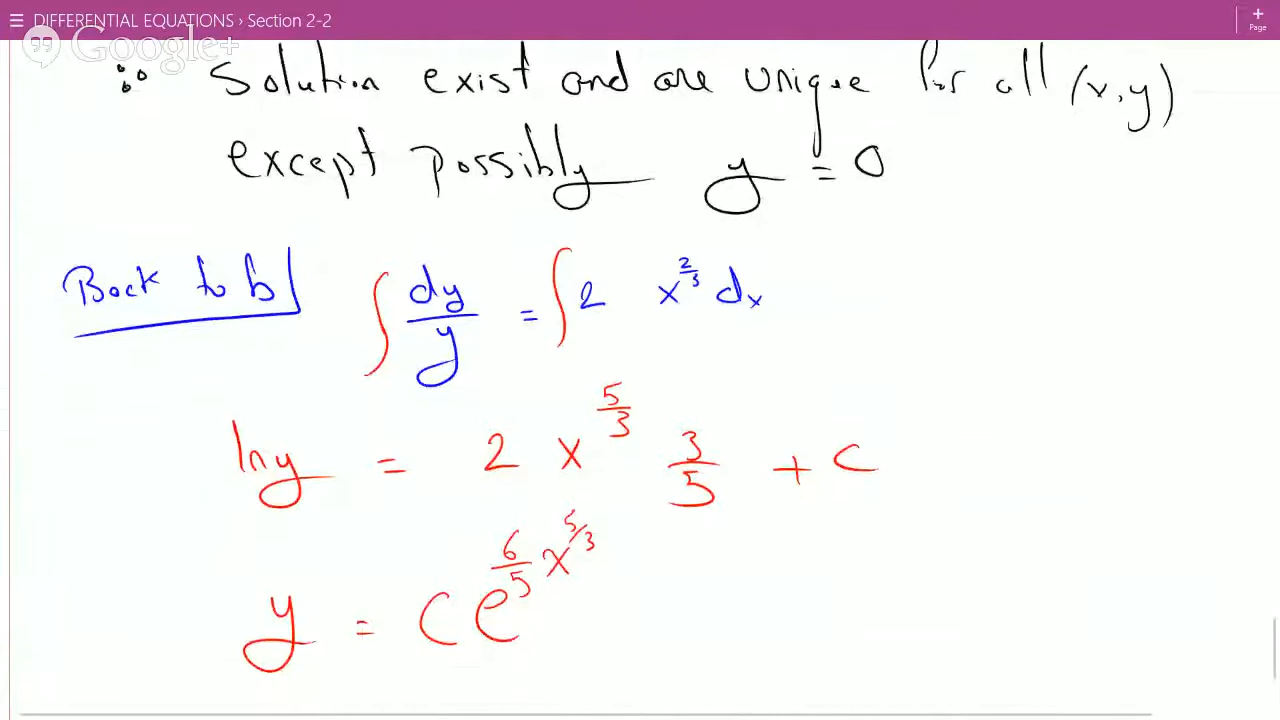 ☰ DIFFERENTIAL EQUATIONS › Section 2-2
+ Page
Google+
∴ Solution exist and are unique for all (x,y)
except possibly y = 0
Back to b) ∫ dy/y = ∫ 2 x^(2/3) dx
ln y = 2 x^(5/3) 3/5 + C
y = C e^(6/5 x^(5/3))